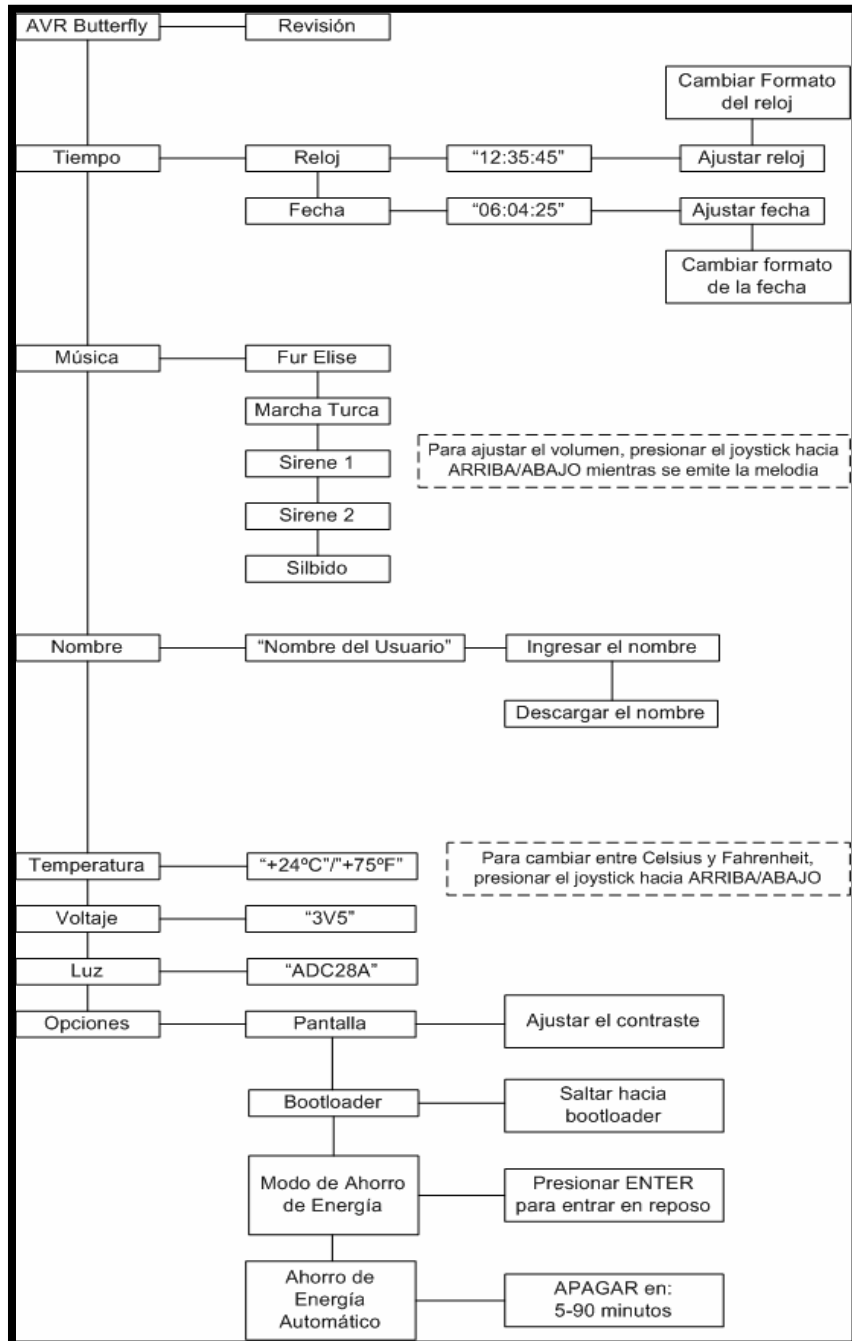 AVR Butterfly
Revisión
Cambiar Formato
del reloj
Tiempo
Reloj
“12:35:45”
Ajustar reloj
Fecha
“06:04:25”
Ajustar fecha
Cambiar formato
de la fecha
Música
Fur Elise
Marcha Turca
Para ajustar el volumen, presionar el joystick hacia
ARRIBA/ABAJO mientras se emite la melodia
Sirene 1
Sirene 2
Silbido
Nombre
“Nombre del Usuario”
Ingresar el nombre
Descargar el nombre
Temperatura
“+24ºC”/”+75ºF”
Para cambiar entre Celsius y Fahrenheit,
presionar el joystick hacia ARRIBA/ABAJO
Voltaje
“3V5”
Luz
“ADC28A”
Opciones
Pantalla
Ajustar el contraste
Bootloader
Saltar hacia
bootloader
Modo de Ahorro
de Energía
Presionar ENTER
para entrar en reposo
Ahorro de
Energía
Automático
APAGAR en:
5-90 minutos